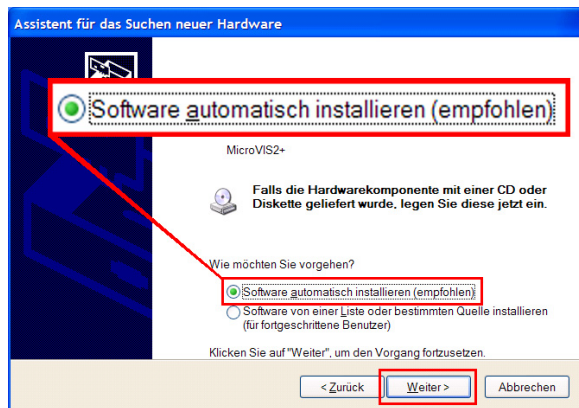 Assistent für das Suchen neuer Hardware
Software automatisch installieren (empfohlen)
MicroVIS2+
Falls die Hardwarekomponente mit einer CD oder
Diskette geliefert wurde, legen Sie diese jetzt ein.
Wie möchten Sie vorgehen?
Software automatisch installieren (empfohlen)
Software von einer Liste oder bestimmten Quelle installieren
(für fortgeschrittene Benutzer)
Klicken Sie auf "Weiter", um den Vorgang fortzusetzen.
< Zurück
Weiter >
Abbrechen